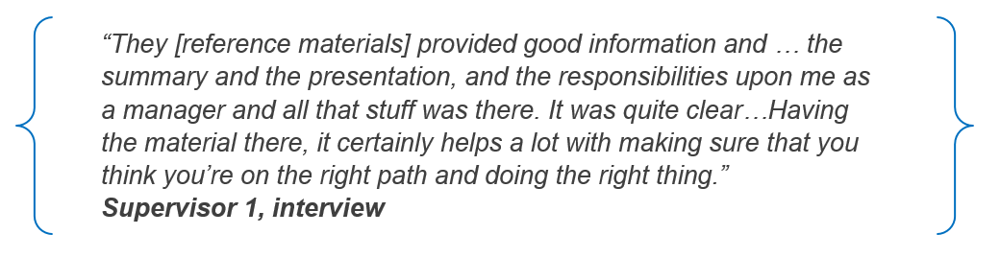 “They [reference materials] provided good information and … the
summary and the presentation, and the responsibilities upon me as
a manager and all that stuff was there. It was quite clear…Having
the material there, it certainly helps a lot with making sure that you
think you’re on the right path and doing the right thing.”
Supervisor 1, interview